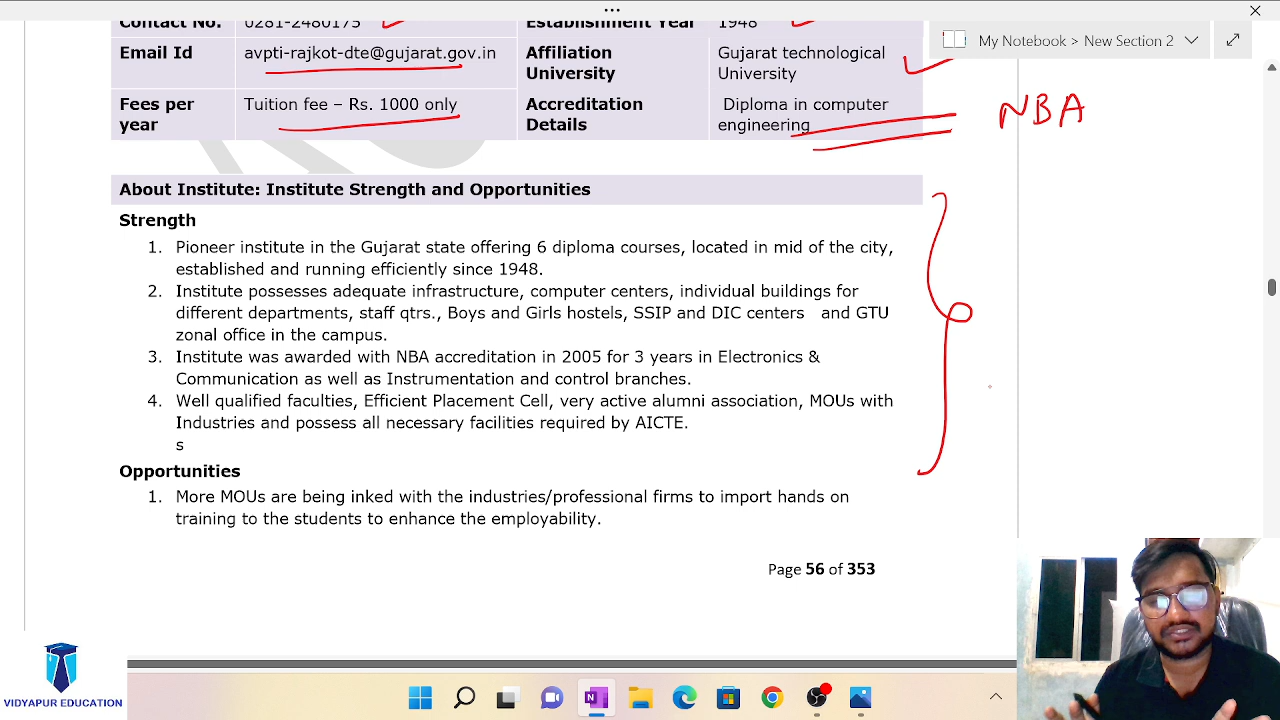 ...
Contact No. 0281-2480175 Establishment Year 1948
My Notebook > New Section 2
Email Id avpti-rajkot-dte@gujarat.gov.in Affiliation University Gujarat technological University
Fees per year Tuition fee – Rs. 1000 only Accreditation Details Diploma in computer engineering
NBA
About Institute: Institute Strength and Opportunities
Strength
1. Pioneer institute in the Gujarat state offering 6 diploma courses, located in mid of the city,
established and running efficiently since 1948.
2. Institute possesses adequate infrastructure, computer centers, individual buildings for
different departments, staff qtrs., Boys and Girls hostels, SSIP and DIC centers and GTU
zonal office in the campus.
3. Institute was awarded with NBA accreditation in 2005 for 3 years in Electronics &
Communication as well as Instrumentation and control branches.
4. Well qualified faculties, Efficient Placement Cell, very active alumni association, MOUs with
Industries and possess all necessary facilities required by AICTE.
s
Opportunities
1. More MOUs are being inked with the industries/professional firms to import hands on
training to the students to enhance the employability.
Page 56 of 353
VIDYAPUR EDUCATION